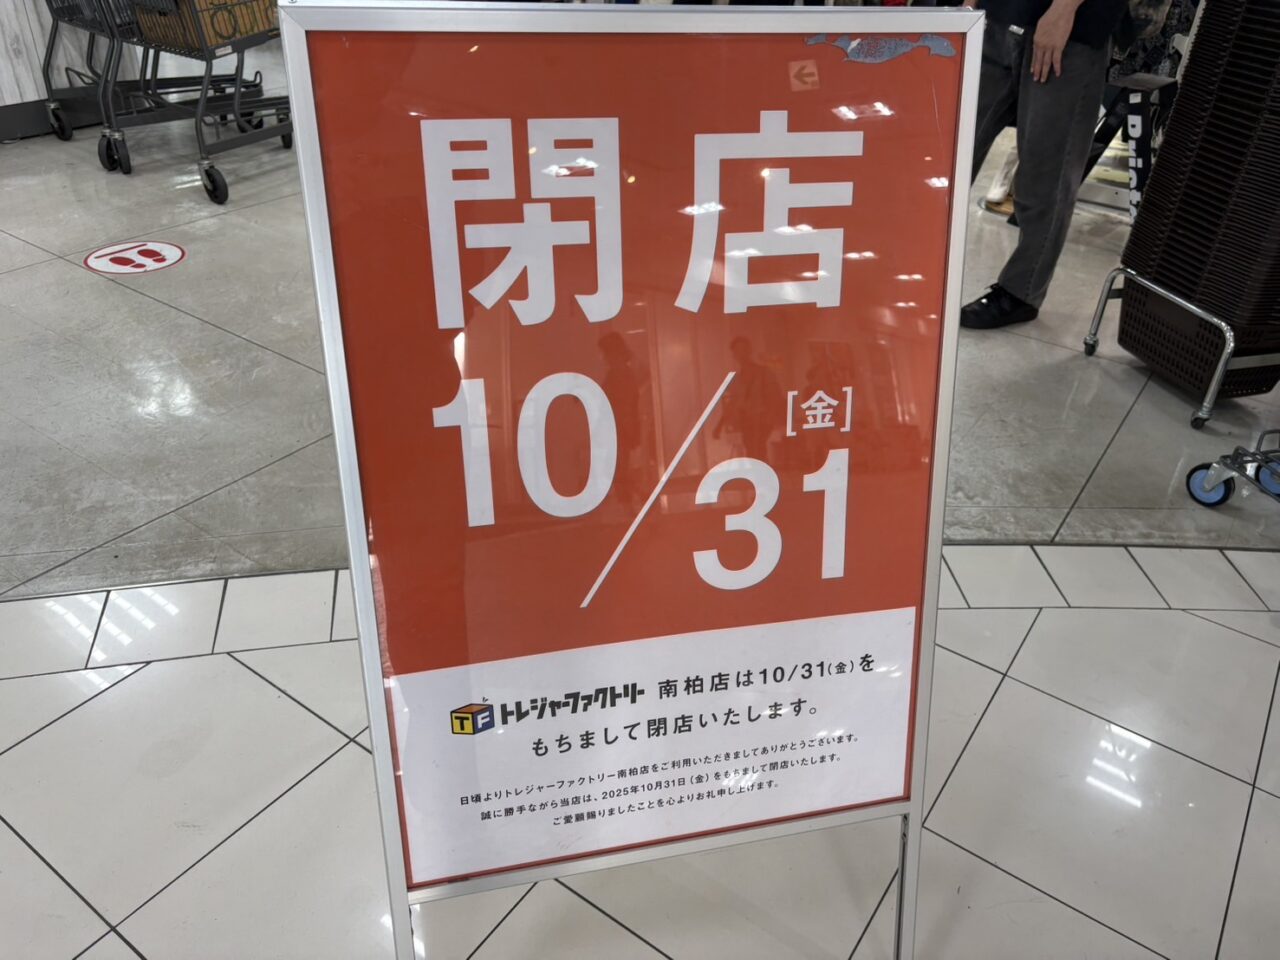 閉店
10/31
[金]
TF トレジャーファクトリー 南柏店は10/31(金)を
もちまして閉店いたします。
日頃よりトレジャーファクトリー南柏店をご利用いただきましてありがとうございます。
誠に勝手ながら当店は、2025年10月31日（金）をもちまして閉店いたします。
ご愛顧賜りましたことを心よりお礼申し上げます。